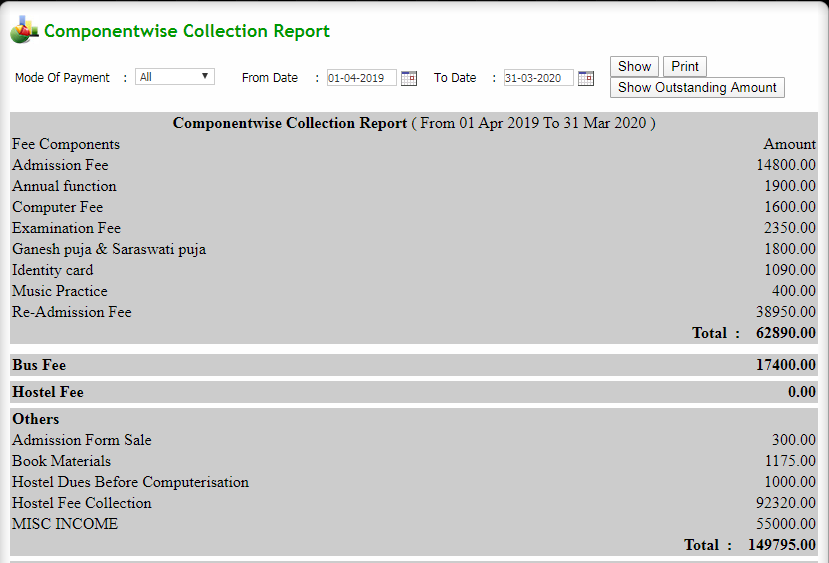 Componentwise Collection Report
Mode Of Payment : All From Date : 01-04-2019 To Date : 31-03-2020 Show Print
Show Outstanding Amount
Componentwise Collection Report ( From 01 Apr 2019 To 31 Mar 2020 )
Fee Components Amount
Admission Fee 14800.00
Annual function 1900.00
Computer Fee 1600.00
Examination Fee 2350.00
Ganesh puja & Saraswati puja 1800.00
Identity card 1090.00
Music Practice 400.00
Re-Admission Fee 38950.00
Total : 62890.00
Bus Fee 17400.00
Hostel Fee 0.00
Others
Admission Form Sale 300.00
Book Materials 1175.00
Hostel Dues Before Computerisation 1000.00
Hostel Fee Collection 92320.00
MISC INCOME 55000.00
Total : 149795.00